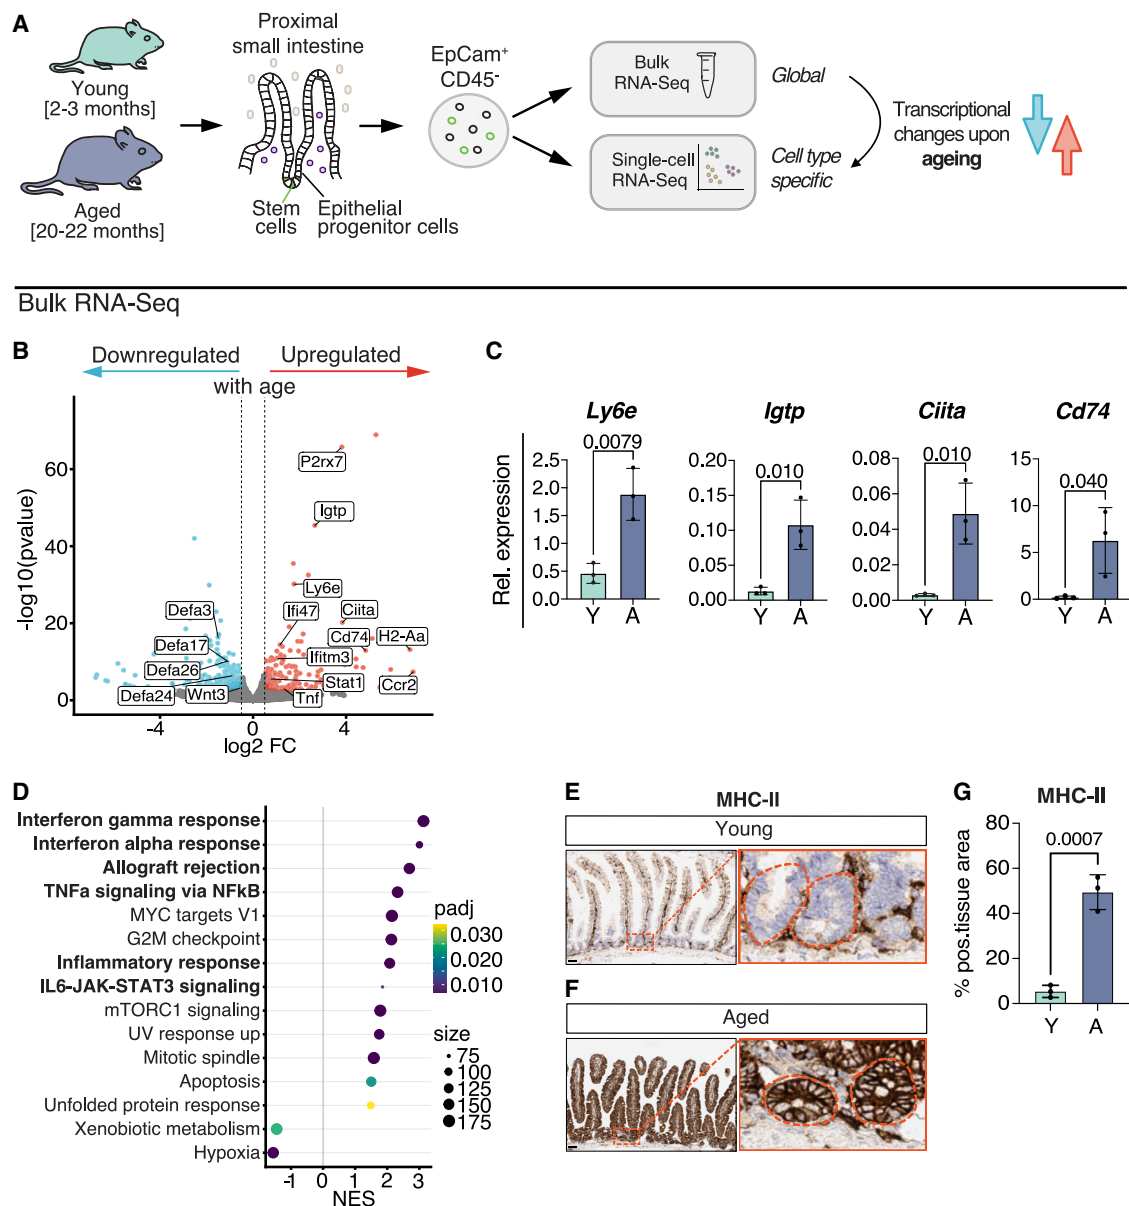 A
Young
[2-3 months]
Aged
[20-22 months]
Proximal
small intestine
Stem
cells
Epithelial
progenitor cells
EpCam+
CD45-
Bulk
RNA-Seq
Single-cell
RNA-Seq
Global
Cell type
specific
Transcriptional
changes upon
ageing
Bulk RNA-Seq
B
Downregulated
Upregulated
with age
-log10(pvalue)
60
40
20
0
P2rx7
Igtp
Ly6e
Defa3
Ifi47
Ciita
Defa17
Cd74
H2-Aa
Defa26
Ifitm3
Defa24
Wnt3
Stat1
Tnf
Ccr2
-4
0
4
log2 FC
C
Rel. expression
Ly6e
0.0079
2.5
2.0
1.5
1.0
0.5
0.0
Y
A
Igtp
0.010
0.20
0.15
0.10
0.05
0.00
Y
A
Ciita
0.010
0.08
0.06
0.04
0.02
0.00
Y
A
Cd74
0.040
15
10
5
0
Y
A
D
Interferon gamma response
Interferon alpha response
Allograft rejection
TNFa signaling via NFkB
MYC targets V1
G2M checkpoint
Inflammatory response
IL6-JAK-STAT3 signaling
mTORC1 signaling
UV response up
Mitotic spindle
Apoptosis
Unfolded protein response
Xenobiotic metabolism
Hypoxia
-1
0
1
2
3
NES
padj
0.030
0.020
0.010
size
75
100
125
150
175
E
MHC-II
Young
F
Aged
G
MHC-II
0.0007
% pos.tissue area
80
60
40
20
0
Y
A